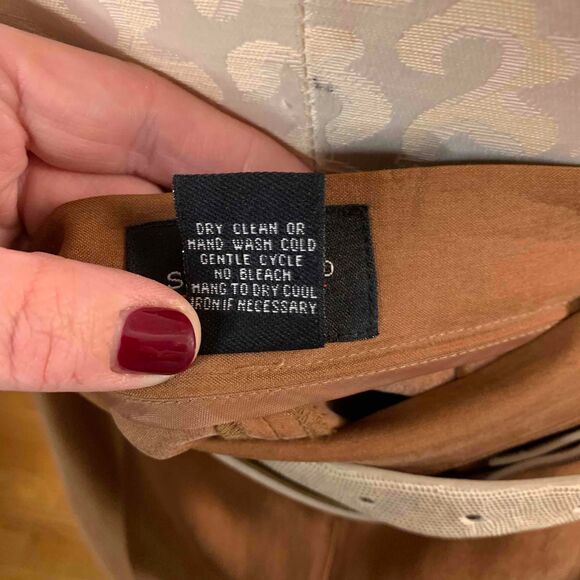 DRY CLEAN OR
HAND WASH COLD
GENTLE CYCLE
NO BLEACH
HANG TO DRY COOL
IRON IF NECESSARY